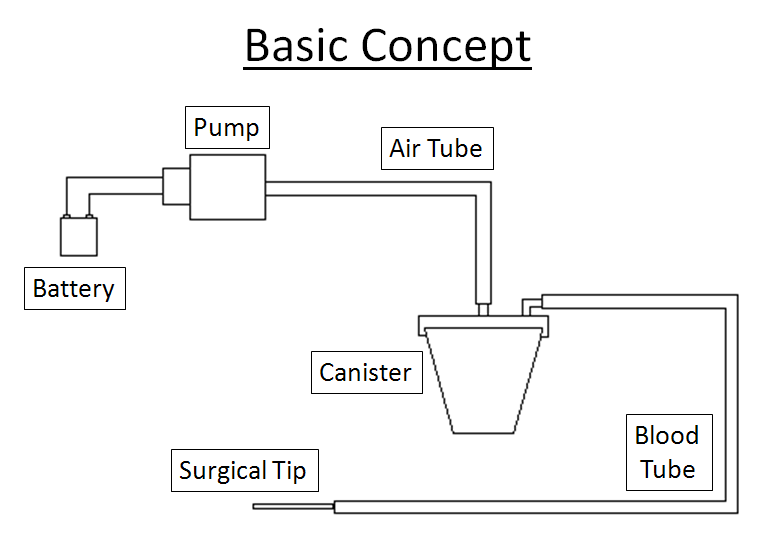 Basic Concept
Pump
Air Tube
Battery
Canister
Blood
Tube
Surgical Tip